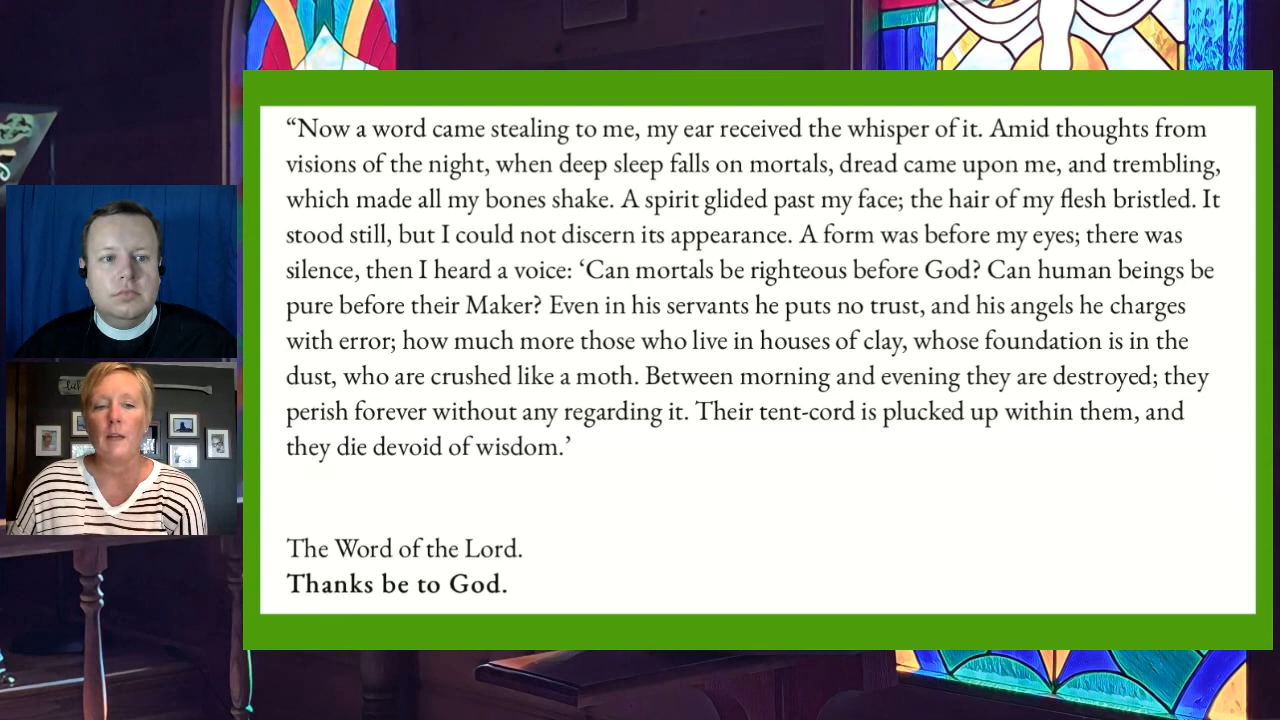 “Now a word came stealing to me, my ear received the whisper of it. Amid thoughts from
visions of the night, when deep sleep falls on mortals, dread came upon me, and trembling,
which made all my bones shake. A spirit glided past my face; the hair of my flesh bristled. It
stood still, but I could not discern its appearance. A form was before my eyes; there was
silence, then I heard a voice: ‘Can mortals be righteous before God? Can human beings be
pure before their Maker? Even in his servants he puts no trust, and his angels he charges
with error; how much more those who live in houses of clay, whose foundation is in the
dust, who are crushed like a moth. Between morning and evening they are destroyed; they
perish forever without any regarding it. Their tent-cord is plucked up within them, and
they die devoid of wisdom.’
The Word of the Lord.
Thanks be to God.